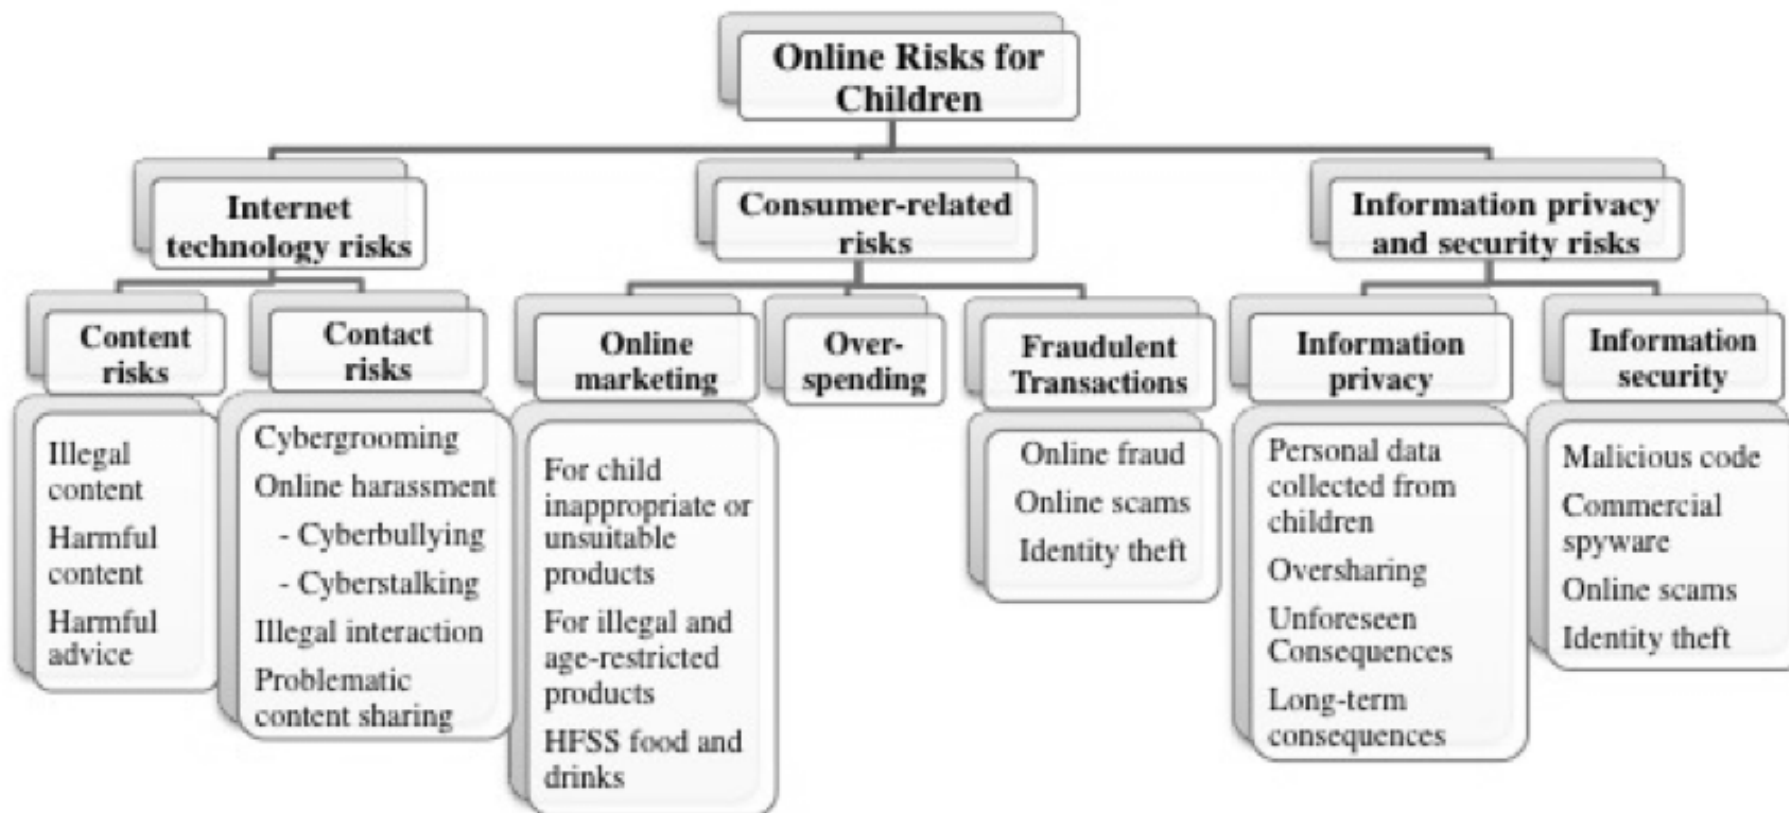 Online Risks for
Children
Internet
technology risks
Consumer-related
risks
Information privacy
and security risks
Content
risks
Contact
risks
Online
marketing
Over-
spending
Fraudulent
Transactions
Information
privacy
Information
security
Illegal
content
Harmful
content
Harmful
advice
Cybergrooming
Online harassment
- Cyberbullying
- Cyberstalking
Illegal interaction
Problematic
content sharing
For child
inappropriate or
unsuitable
products
For illegal and
age-restricted
products
HFSS food and
drinks
Online fraud
Online scams
Identity theft
Personal data
collected from
children
Oversharing
Unforeseen
Consequences
Long-term
consequences
Malicious code
Commercial
spyware
Online scams
Identity theft